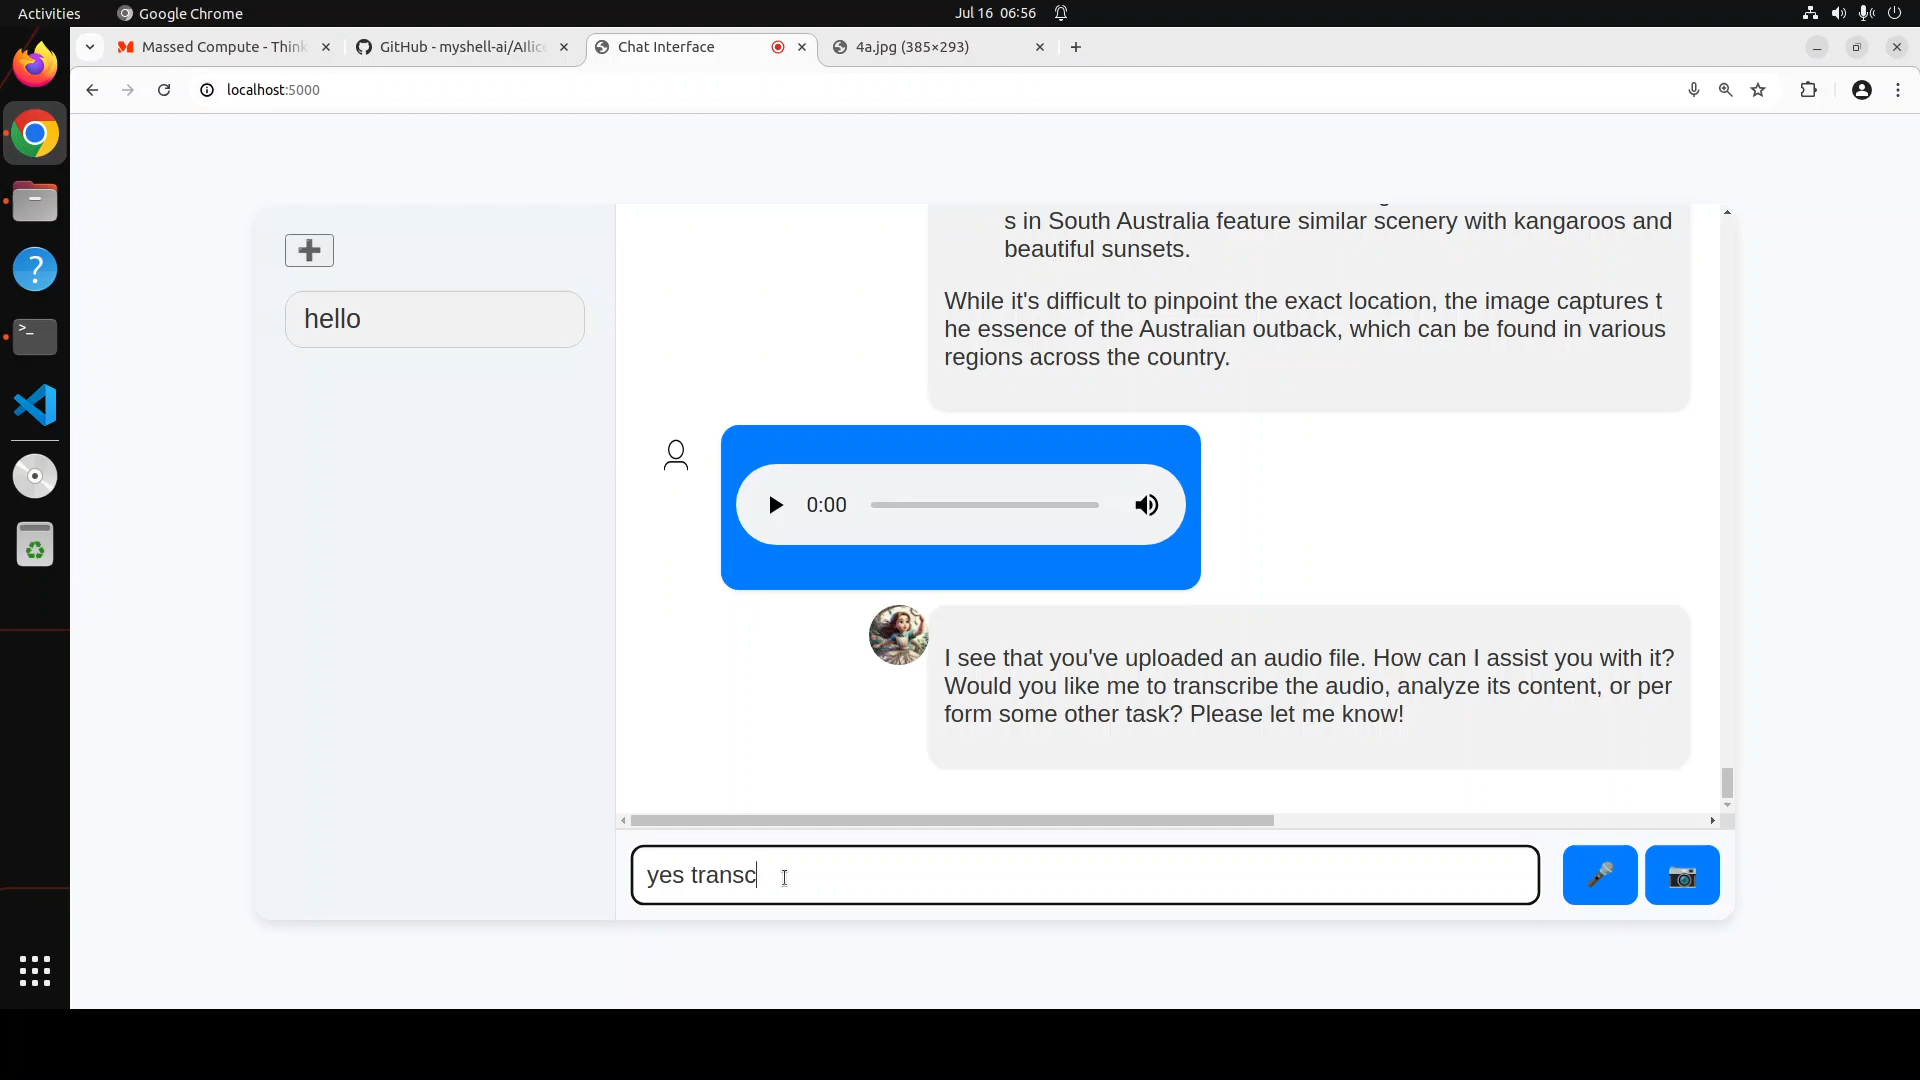 Activities
Google Chrome
Jul 16 06:56
Massed Compute - Think
GitHub - myshell-ai/AIlice
Chat Interface
4a.jpg (385×293)
localhost:5000
hello
s in South Australia feature similar scenery with kangaroos and
beautiful sunsets.
While it's difficult to pinpoint the exact location, the image captures t
he essence of the Australian outback, which can be found in various
regions across the country.
0:00
I see that you've uploaded an audio file. How can I assist you with it?
Would you like me to transcribe the audio, analyze its content, or per
form some other task? Please let me know!
yes transc